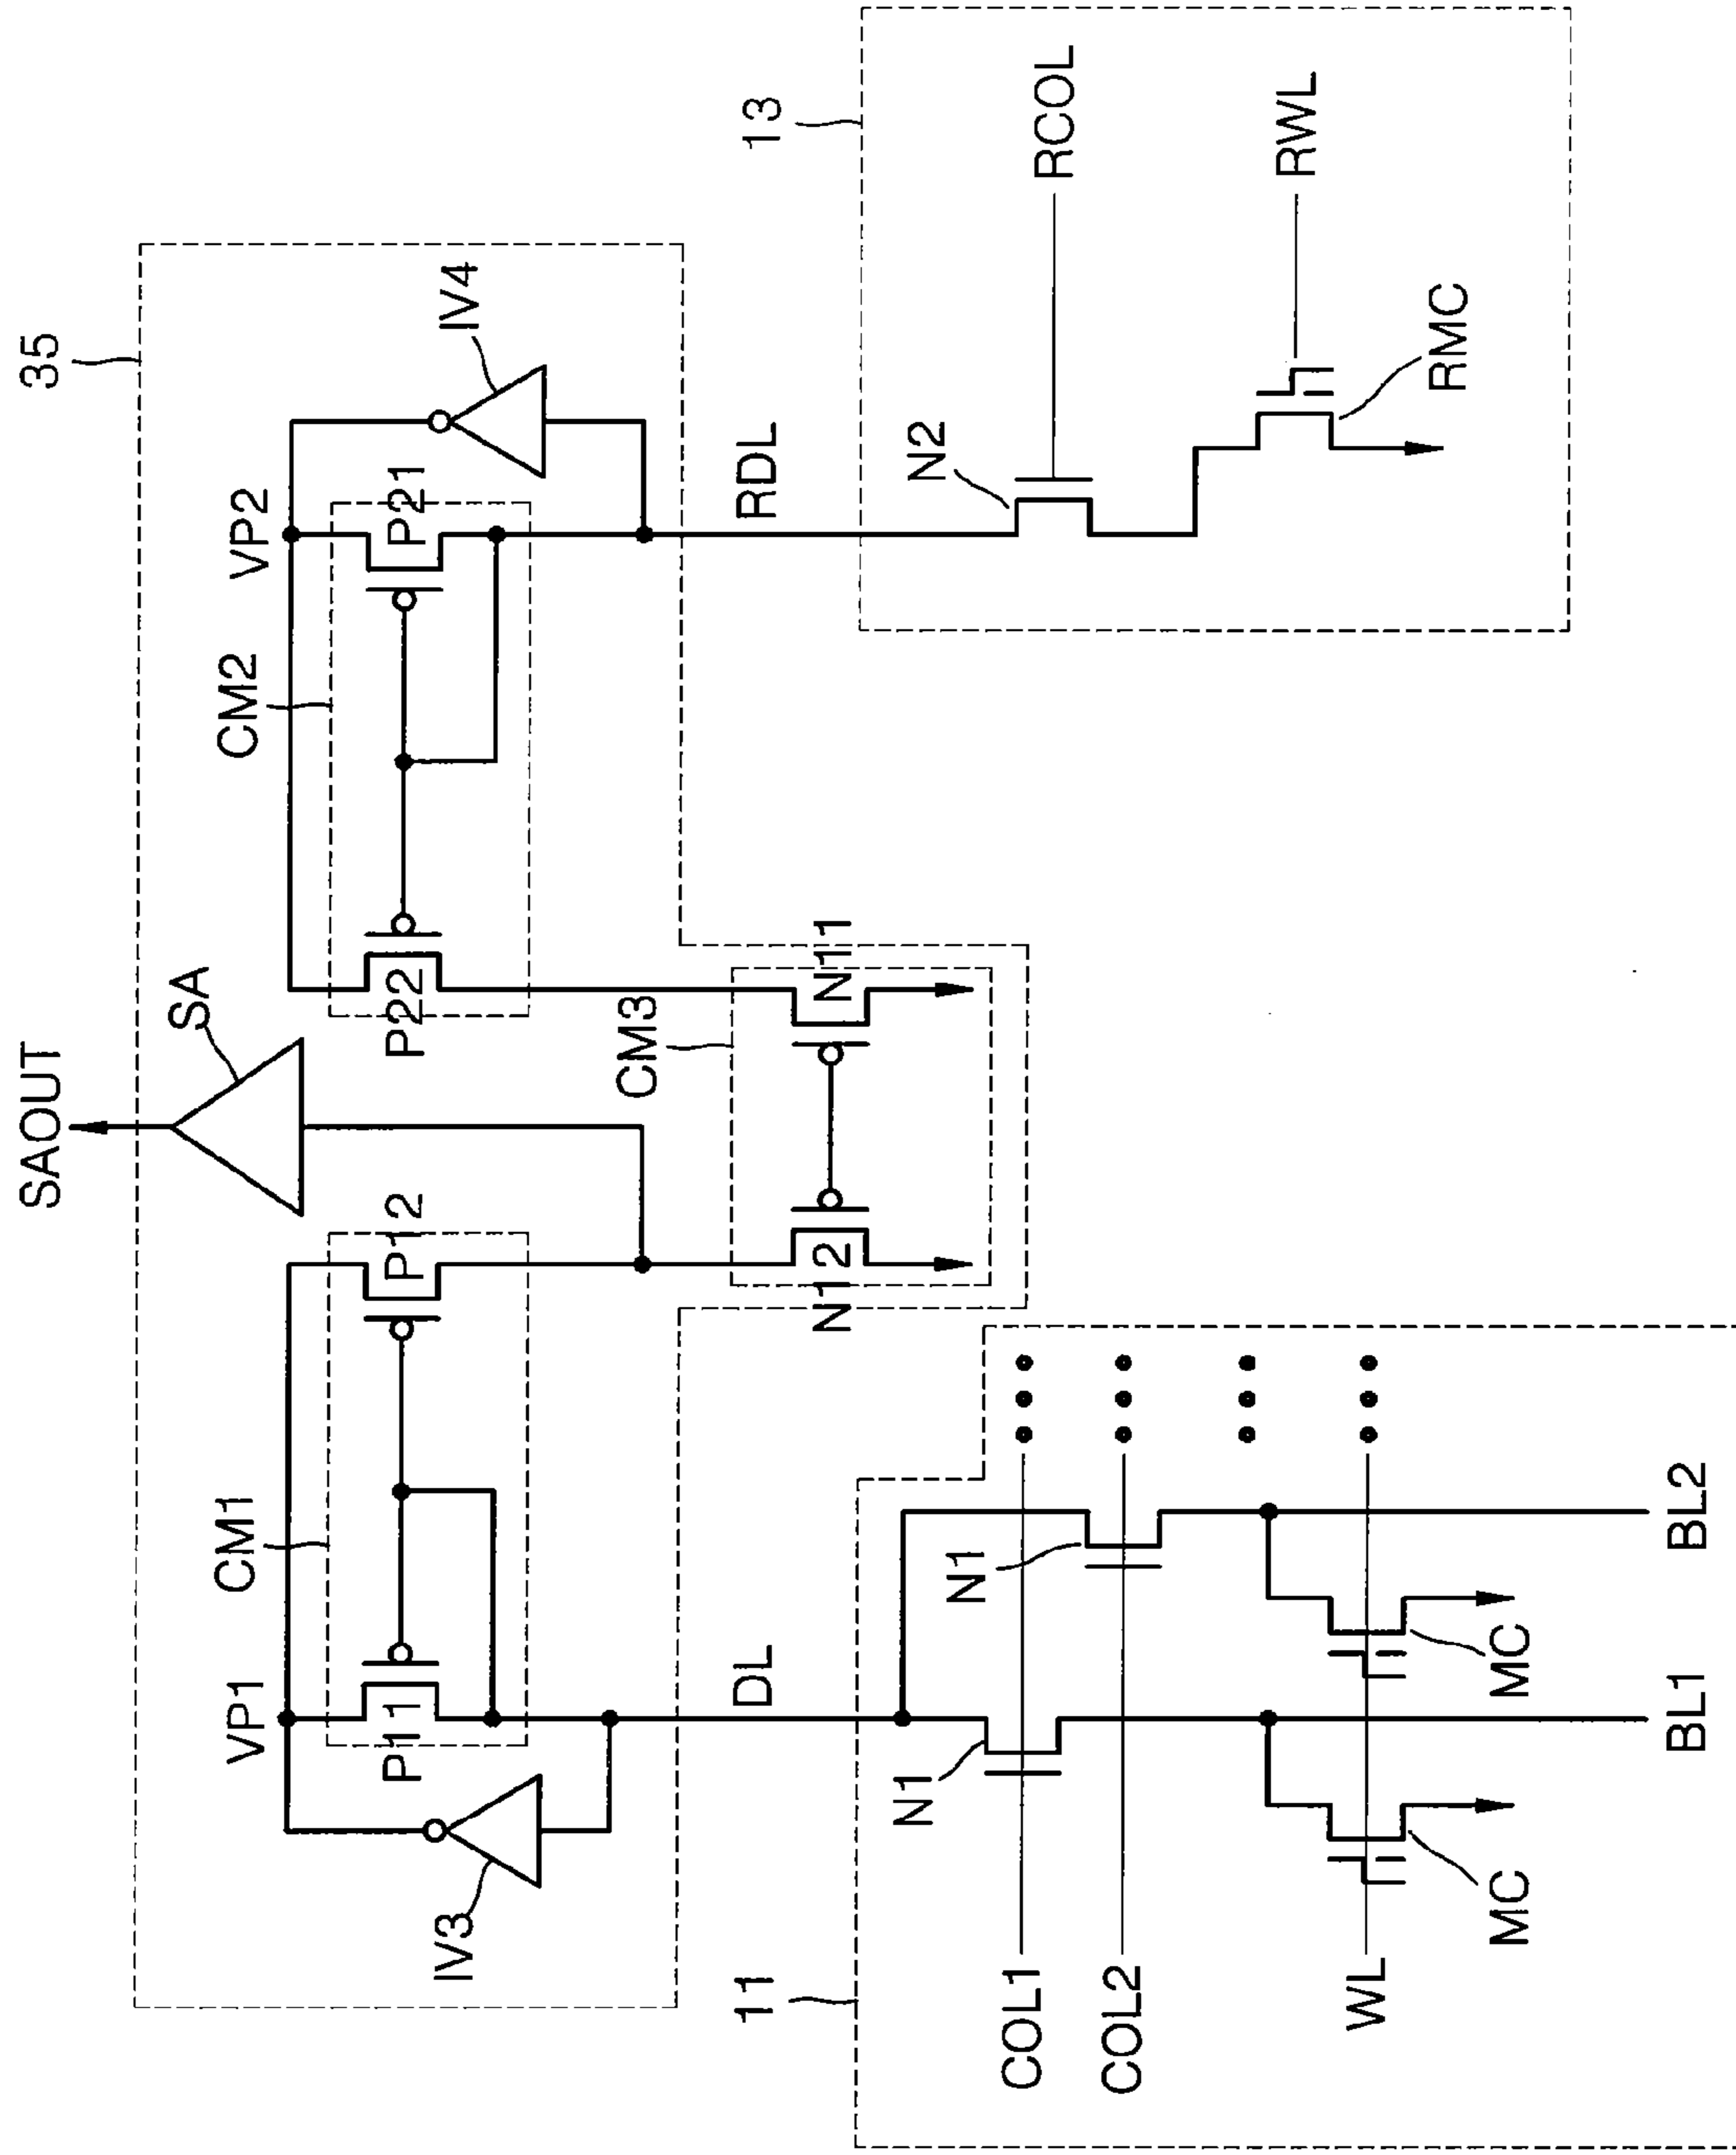 SAOUT
35
SA
VP1
CM1
CM2
VP2
P11
P12
P22
P21
IV3
IV4
CM3
DL
RDL
N12
N11
11
13
N1
N1
N2
COL1
COL2
RCOL
WL
RWL
MC
MC
RMC
BL1
BL2